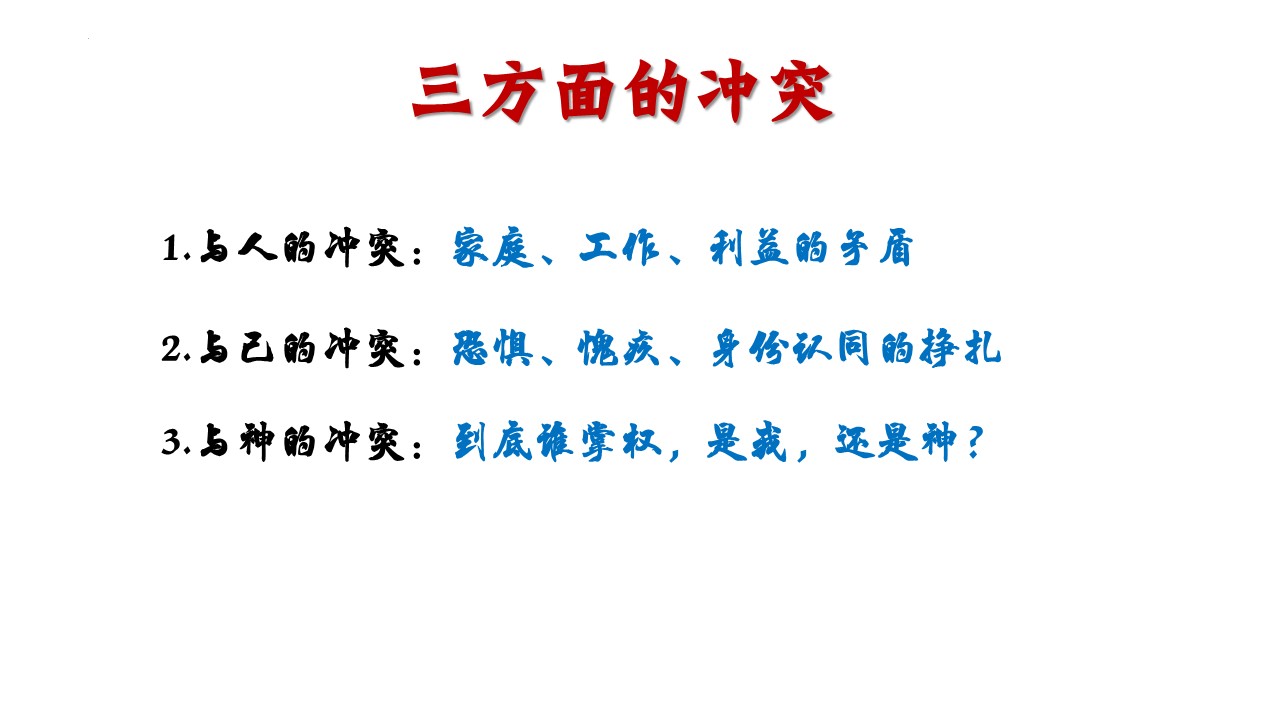 三方面的冲突
1.与人的冲突：家庭、工作、利益的矛盾
2.与己的冲突：恐惧、愧疾、身份认同的挣扎
3.与神的冲突：到底谁掌权，是我，还是神？